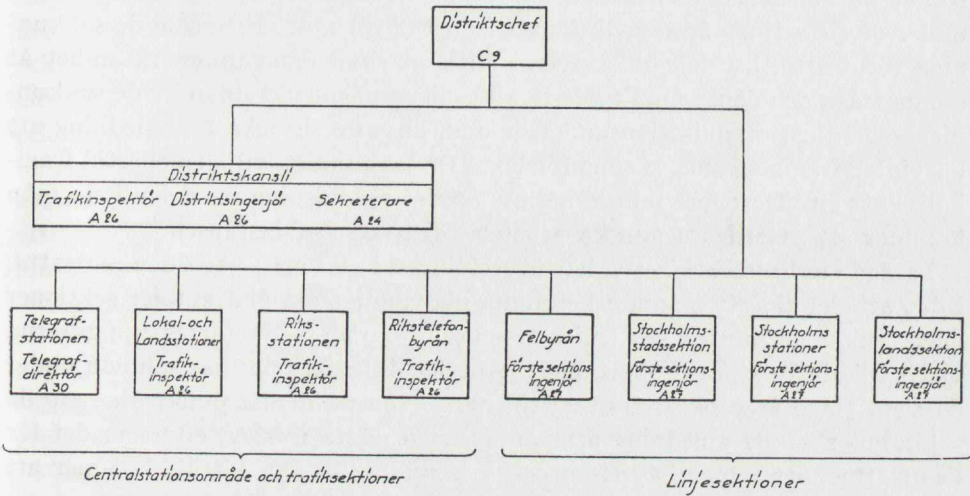 Distriktschef
C 9
Distriktskansli
Trafikinspektör
A 26
Distriktsingenjör
A 26
Sekreterare
A 24
Telegraf-
stationen
Telegraf-
direktör
A 30
Lokal- och
Landsstationer
Trafik-
inspektör
A 26
Riks-
stationen
Trafik-
inspektör
A 26
Rikstelefon-
byrån
Trafik-
inspektör
A 26
Felbyrån
Förste sektions-
ingenjör
A 27
Stockholms-
stadssektion
Förste sektions-
ingenjör
A 27
Stockholms
stationer
Förste sektions-
ingenjör
A 27
Stockholms-
landssektion
Förste sektions-
ingenjör
A 27
Centralstationsområde och trafiksektioner
Linjesektioner